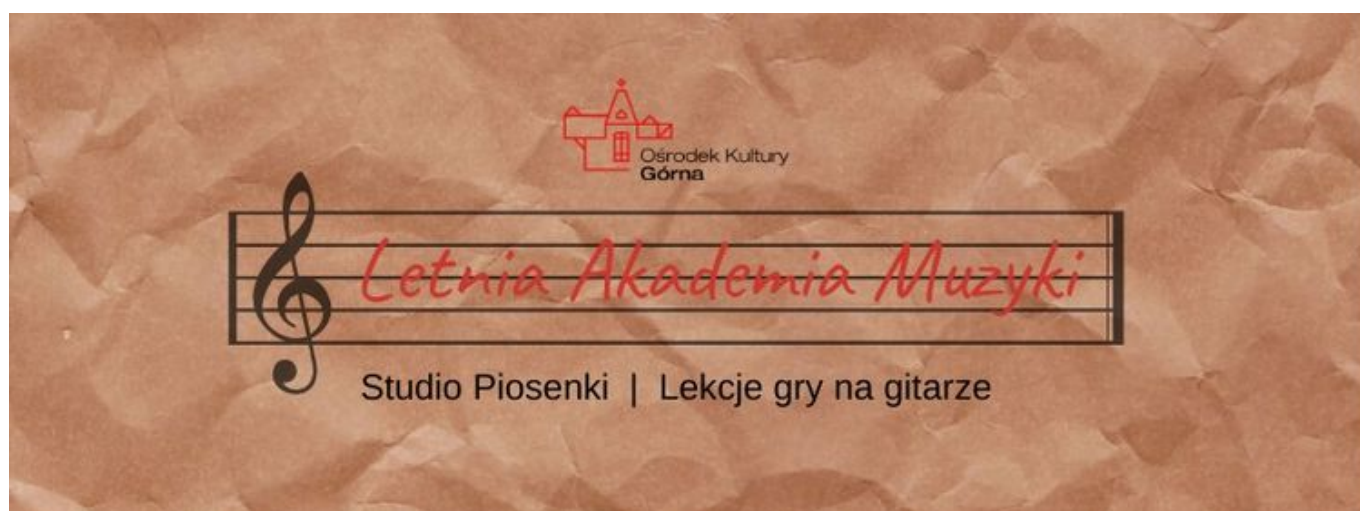 Ośrodek Kultury
Górna
Letnia Akademia Muzyki
Studio Piosenki | Lekcje gry na gitarze